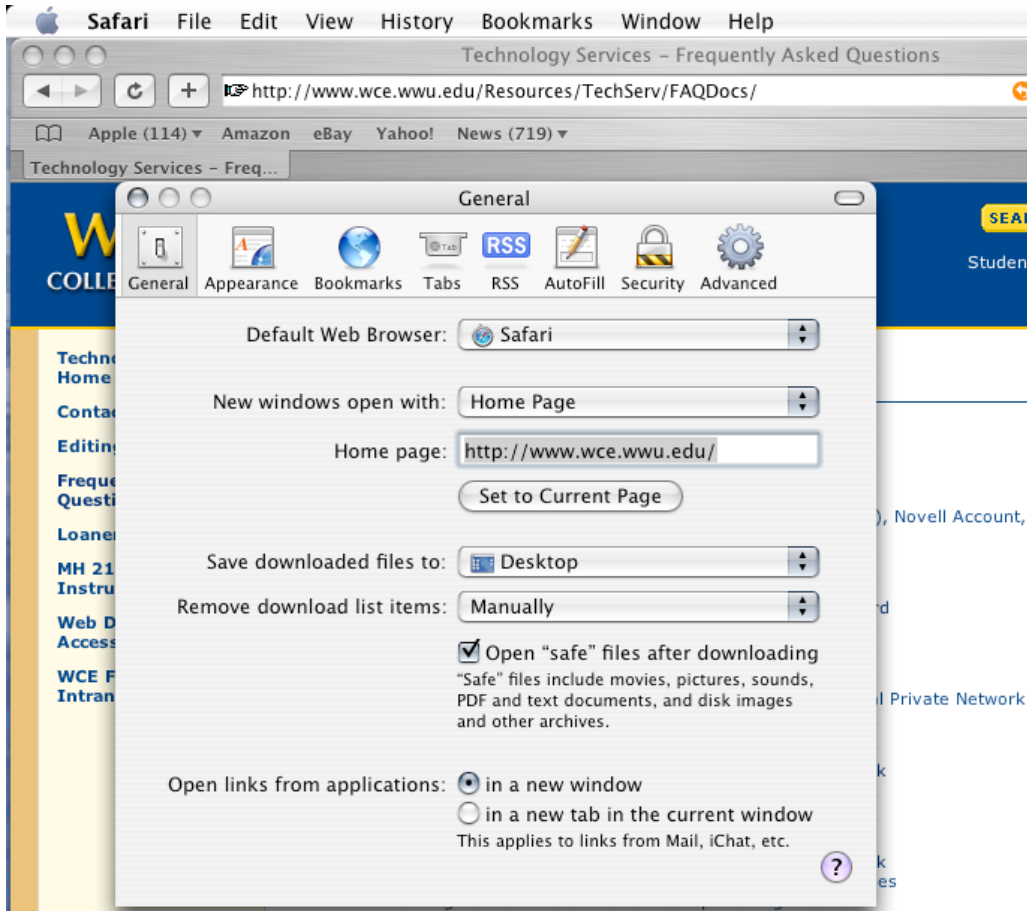 Safari File Edit View History Bookmarks Window Help
Technology Services – Frequently Asked Questions
http://www.wce.wwu.edu/Resources/TechServ/FAQDocs/
Apple (114) Amazon eBay Yahoo! News (719)
Technology Services – Freq...
General
W
SEA
COLLE
Studen
General Appearance Bookmarks Tabs RSS AutoFill Security Advanced
Default Web Browser: Safari
New windows open with: Home Page
Home page: http://www.wce.wwu.edu/
Set to Current Page
Save downloaded files to: Desktop
Remove download list items: Manually
Open “safe” files after downloading
“Safe” files include movies, pictures, sounds,
PDF and text documents, and disk images
and other archives.
Open links from applications: in a new window
in a new tab in the current window
This applies to links from Mail, iChat, etc.
?
Techn
Home
Conta
Editin
Freque
Questi
Loane
MH 21
Instru
Web D
Access
WCE F
Intran
), Novell Account,
rd
l Private Network
k
k
es